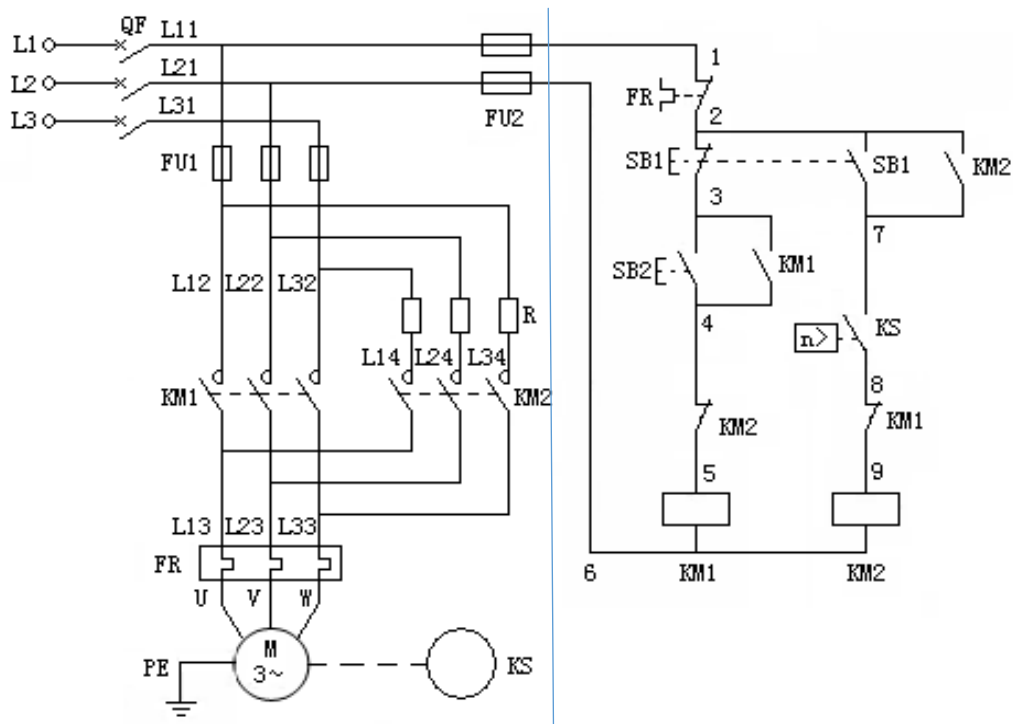 QF L11
L1
L21
L2
L31
L3
FU1
FU2
L12 L22 L32
R
L14 L24 L34
KM1
KM2
L13 L23 L33
FR
U V W
M
3~
PE
KS
1
FR
2
SB1
SB1
KM2
3
7
SB2
KM1
4
n>
KS
8
KM2
KM1
5
9
6
KM1
KM2